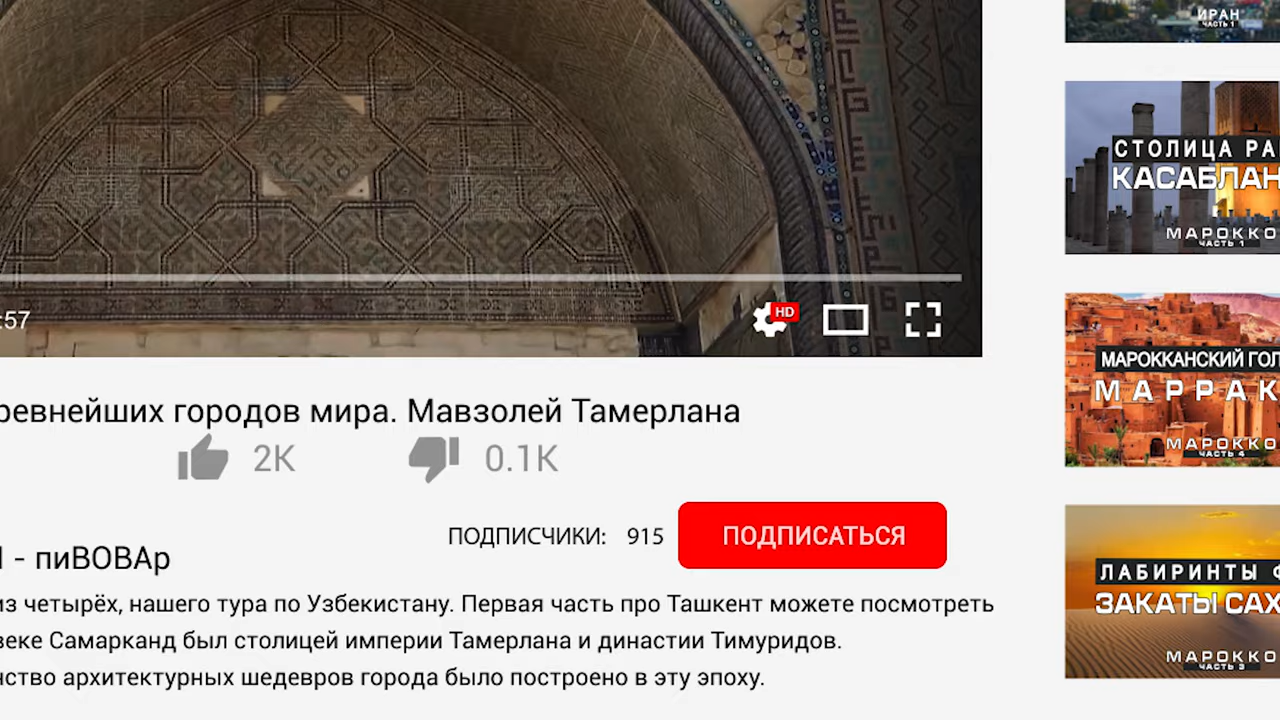 ИРАН
ЧАСТЬ 1
СТОЛИЦА РА
КАСАБЛАН
МАРОККО
ЧАСТЬ 1
:57
HD
МАРОККАНСКИЙ ГОЛ
МАРРАК
МАРОККО
ЧАСТЬ 4
ревнейших городов мира. Мавзолей Тамерлана
2K 0.1K
ПОДПИСЧИКИ: 915 ПОДПИСАТЬСЯ
- пиВОВАр
из четырёх, нашего тура по Узбекистану. Первая часть про Ташкент можете посмотреть
веке Самарканд был столицей империи Тамерлана и династии Тимуридов.
нство архитектурных шедевров города было построено в эту эпоху.
ЛАБИРИНТЫ Ф
ЗАКАТЫ САХ
МАРОККО
ЧАСТЬ 3